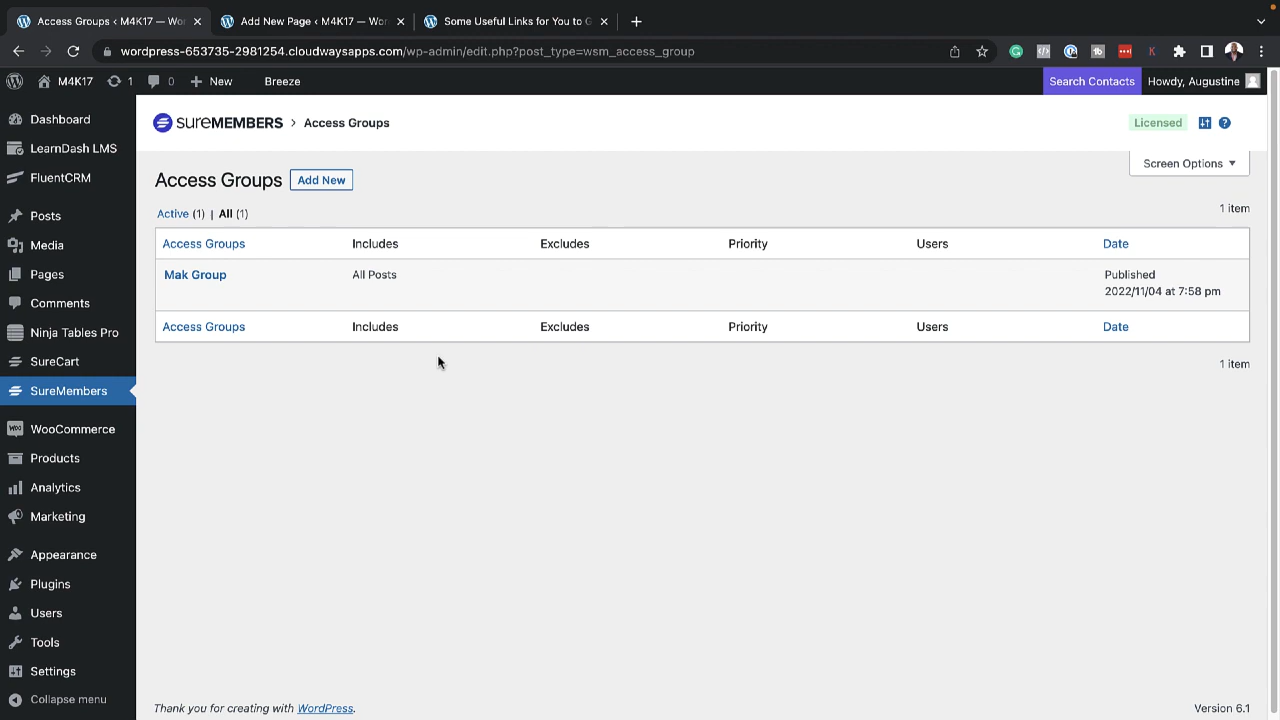 Access Groups ‹ M4K17 — Wo
Add New Page ‹ M4K17 — Wor
Some Useful Links for You to G
wordpress-653735-2981254.cloudwaysapps.com/wp-admin/edit.php?post_type=wsm_access_group
M4K17 1 0 New Breeze Search Contacts Howdy, Augustine
Dashboard
LearnDash LMS
FluentCRM
Posts
Media
Pages
Comments
Ninja Tables Pro
SureCart
SureMembers
WooCommerce
Products
Analytics
Marketing
Appearance
Plugins
Users
Tools
Settings
Collapse menu
sureMEMBERS > Access Groups
Licensed
Screen Options
Access Groups Add New
Active (1) | All (1)
1 item
Access Groups Includes Excludes Priority Users Date
Mak Group All Posts Published
2022/11/04 at 7:58 pm
Access Groups Includes Excludes Priority Users Date
1 item
Thank you for creating with WordPress. Version 6.1